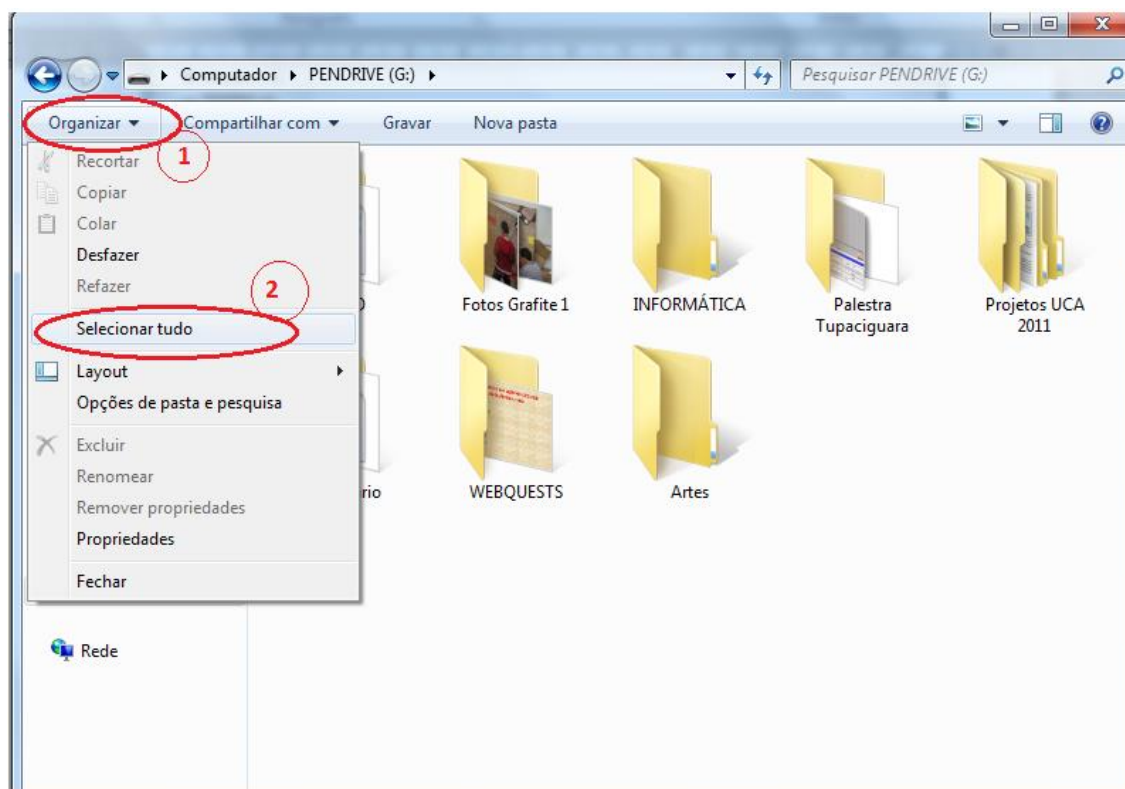 Computador PENDRIVE (G:)
Pesquisar PENDRIVE (G:)
Organizar Compartilhar com Gravar Nova pasta
1
Recortar
Copiar
Colar
Desfazer
Refazer
2
Selecionar tudo
Layout
Opções de pasta e pesquisa
Excluir
Renomear
Remover propriedades
Propriedades
Fechar
Rede
Fotos Grafite 1
INFORMÁTICA
Palestra
Tupaciguara
Projetos UCA
2011
rio
WEBQUESTS
Artes